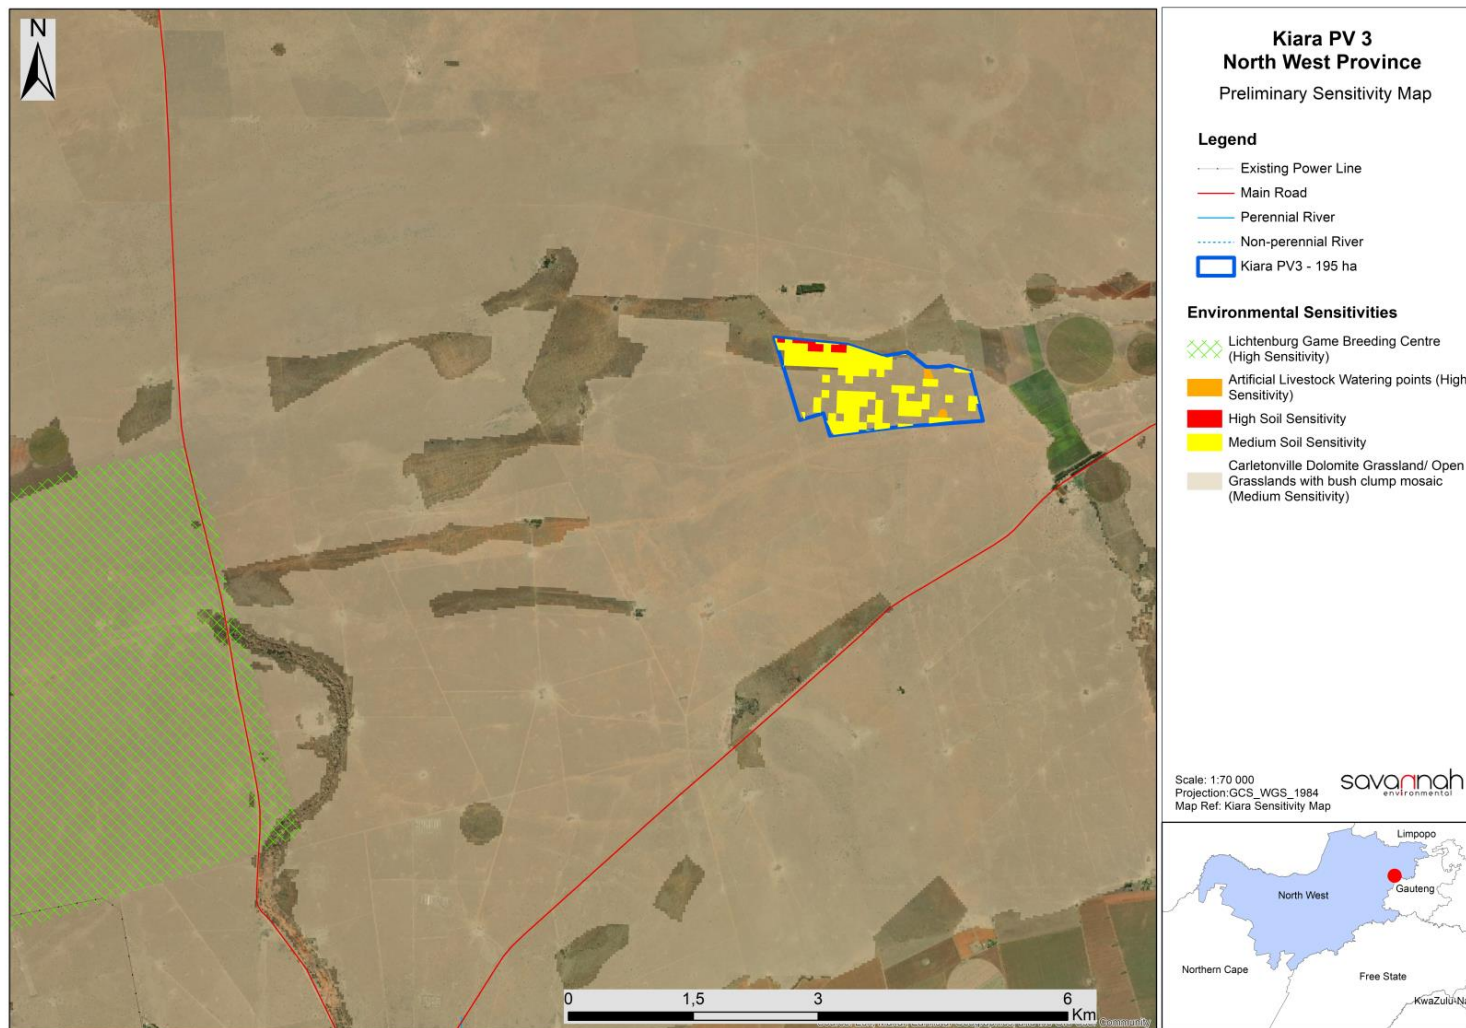 N
Kiara PV 3
North West Province
Preliminary Sensitivity Map
Legend
Existing Power Line
Main Road
Perennial River
Non-perennial River
Kiara PV3 - 195 ha
Environmental Sensitivities
Lichtenburg Game Breeding Centre
(High Sensitivity)
Artificial Livestock Watering points (High
Sensitivity)
High Soil Sensitivity
Medium Soil Sensitivity
Carletonville Dolomite Grassland/ Open
Grasslands with bush clump mosaic
(Medium Sensitivity)
Scale: 1:70 000
Projection:GCS_WGS_1984
Map Ref: Kiara Sensitivity Map
savannah
environmental
Limpopo
North West
Gauteng
Northern Cape
Free State
KwaZulu-Na
0 1,5 3 6
Km
Community